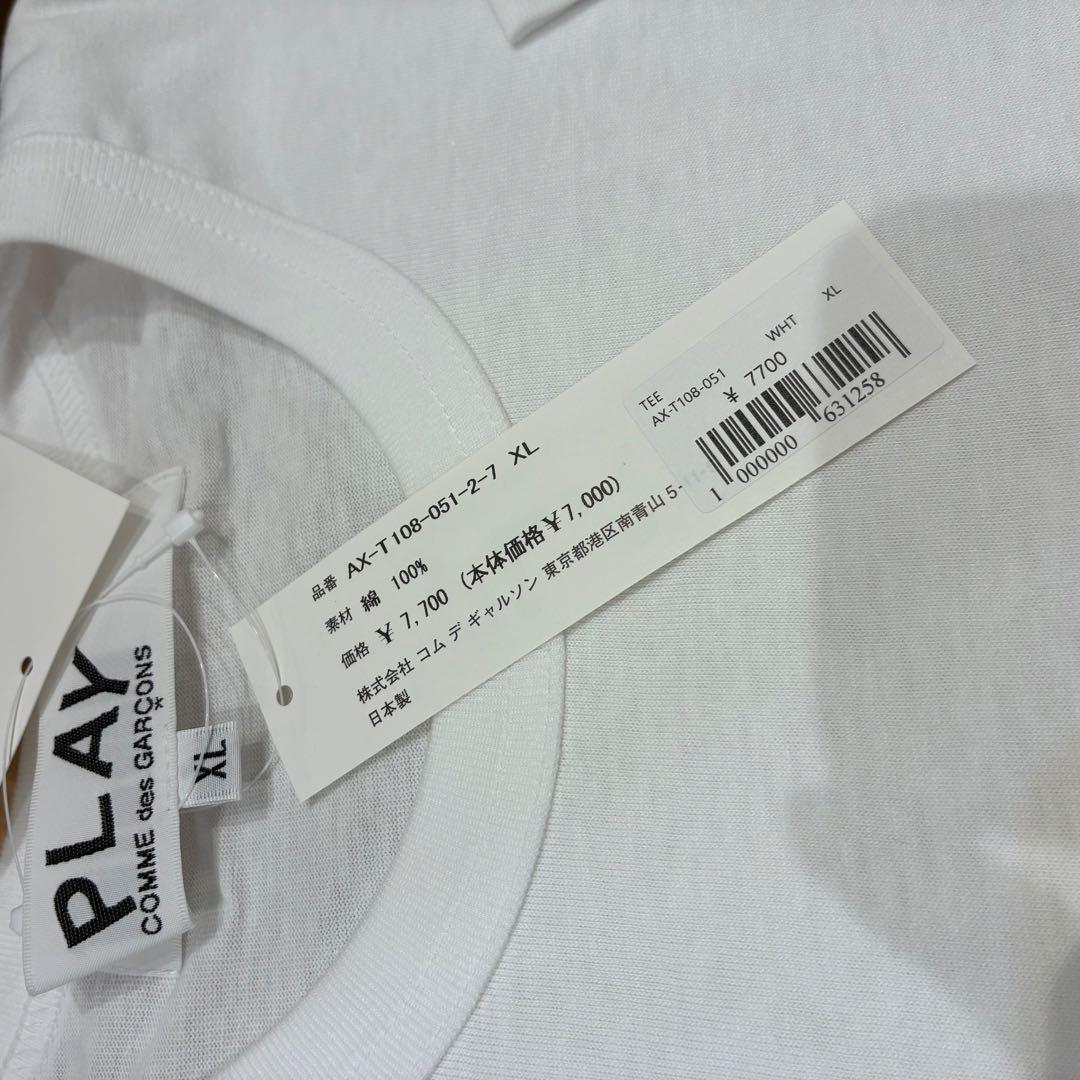 品番 AX-T108-051-2-7 XL
素材 綿 100%
価格 ¥ 7,700 (本体価格¥7,000)
株式会社 コム デ ギャルソン 東京都港区南青山 5-11-
日本製
TEE
AX-T108-051 WHT XL
¥ 7700
1 000000 631258
PLAY
COMME des GARÇONS
XL